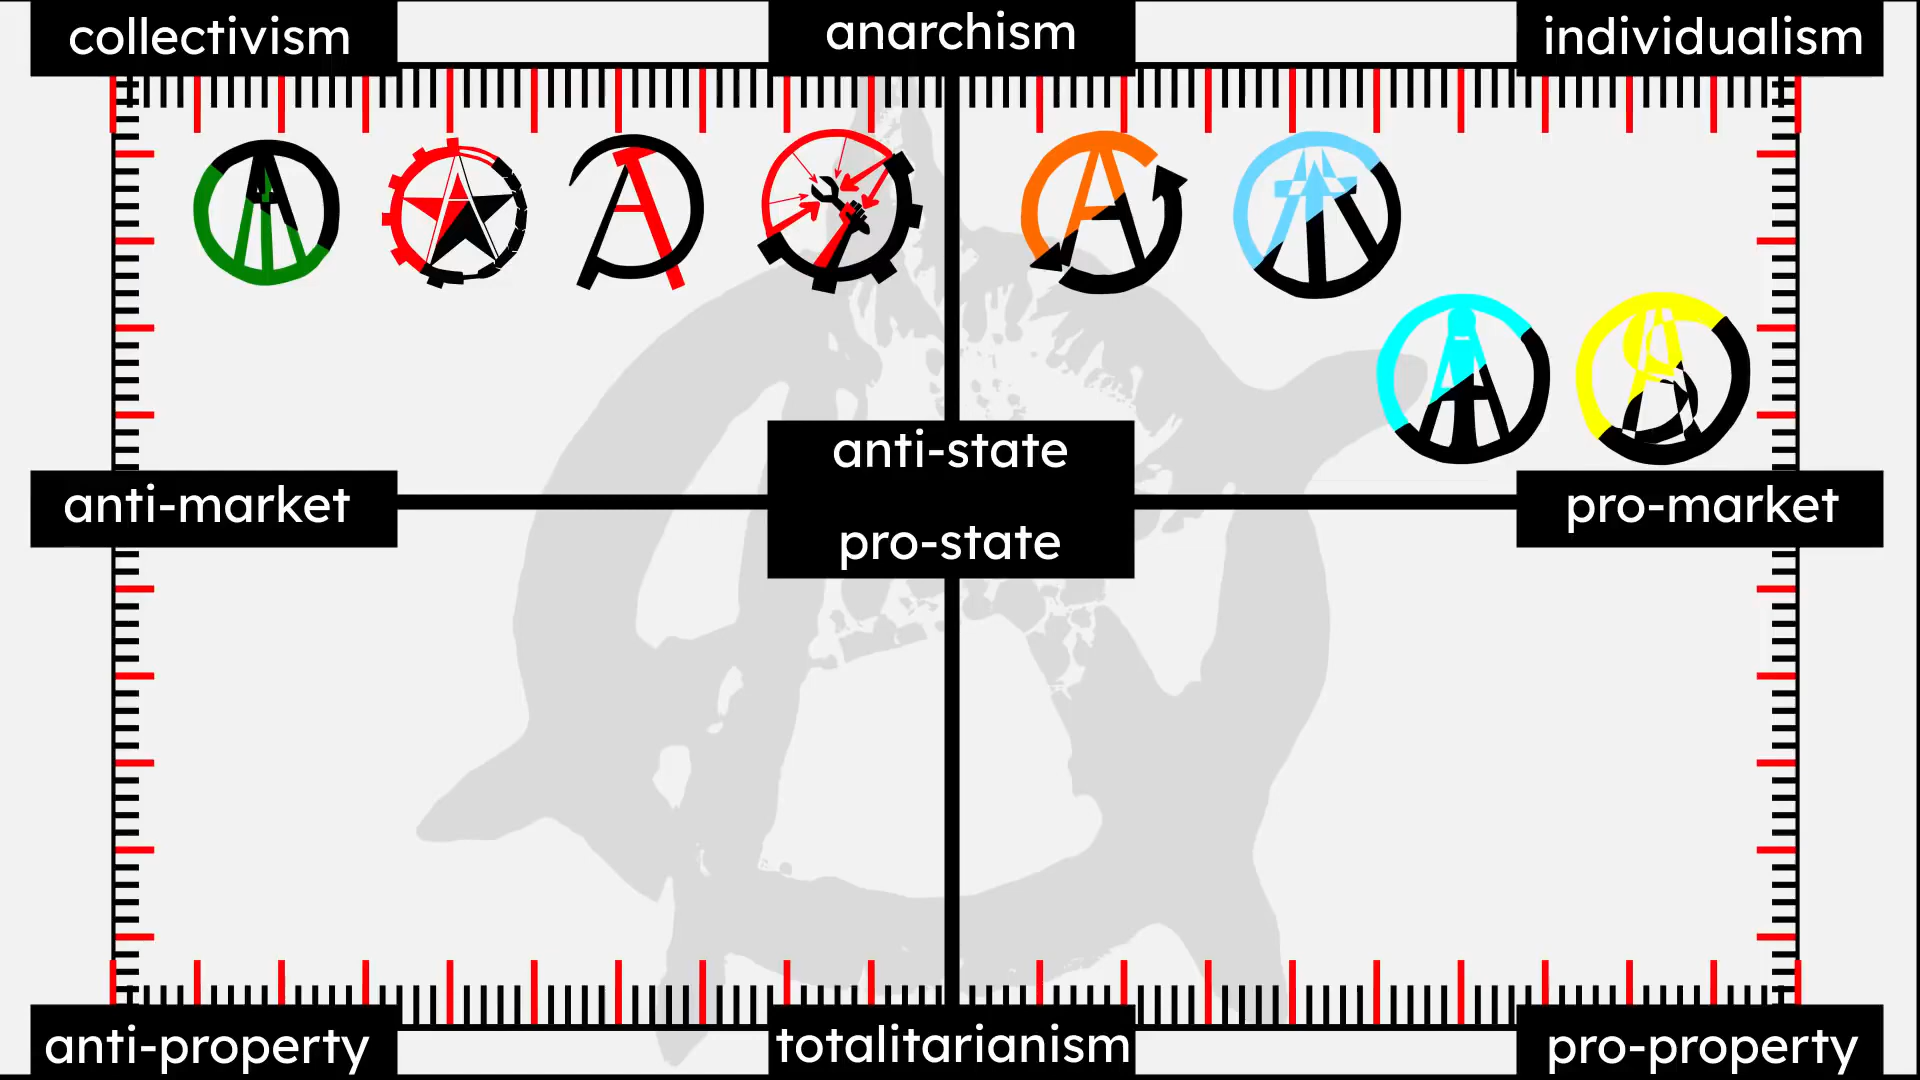 collectivism
anarchism
individualism
anti-state
anti-market
pro-market
pro-state
anti-property
totalitarianism
pro-property